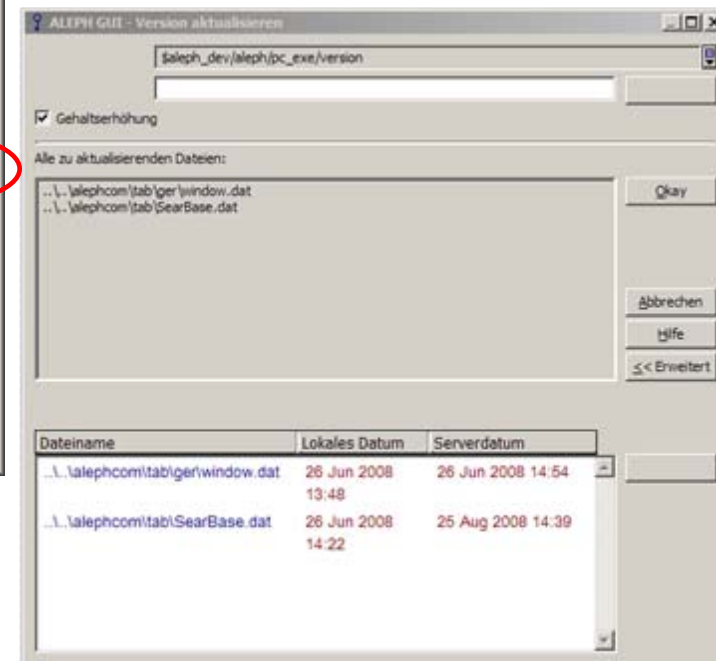 ALEPH GUI - Version aktualisieren
$aleph_dev/aleph/pc_exe/version
Gehaltserhöhung
Alle zu aktualisierenden Dateien:
..\..\alephcom\tab\ger\window.dat
..\..\alephcom\tab\SearBase.dat
Okay
Abbrechen
Hilfe
<< Erweitert
Dateiname Lokales Datum Serverdatum
..\..\alephcom\tab\ger\window.dat 26 Jun 2008 26 Jun 2008 14:54
13:48
..\..\alephcom\tab\SearBase.dat 26 Jun 2008 25 Aug 2008 14:39
14:22